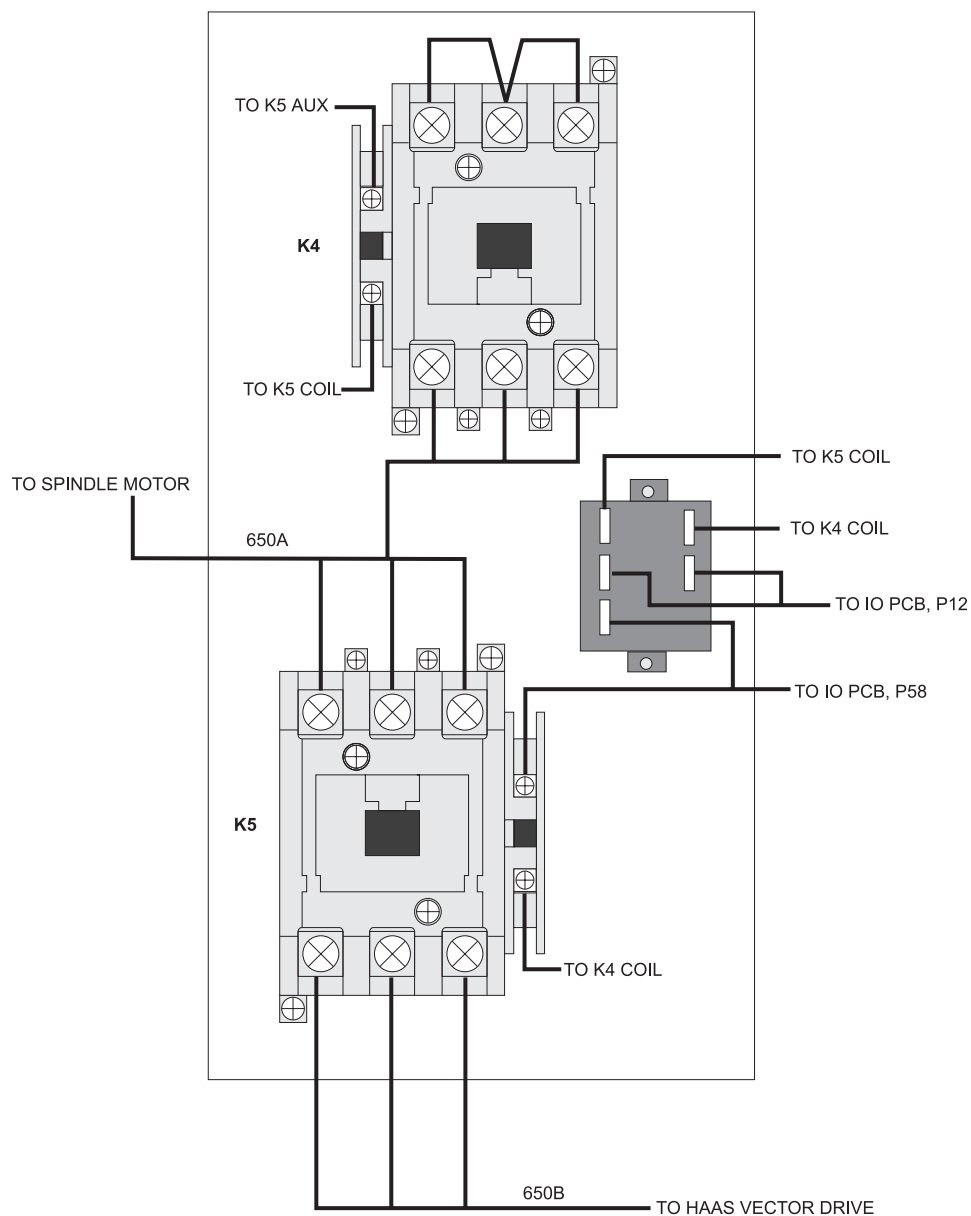 TO K5 AUX
K4
TO K5 COIL
TO K5 COIL
TO SPINDLE MOTOR
650A
TO K4 COIL
TO IO PCB, P12
TO IO PCB, P58
K5
TO K4 COIL
650B
TO HAAS VECTOR DRIVE